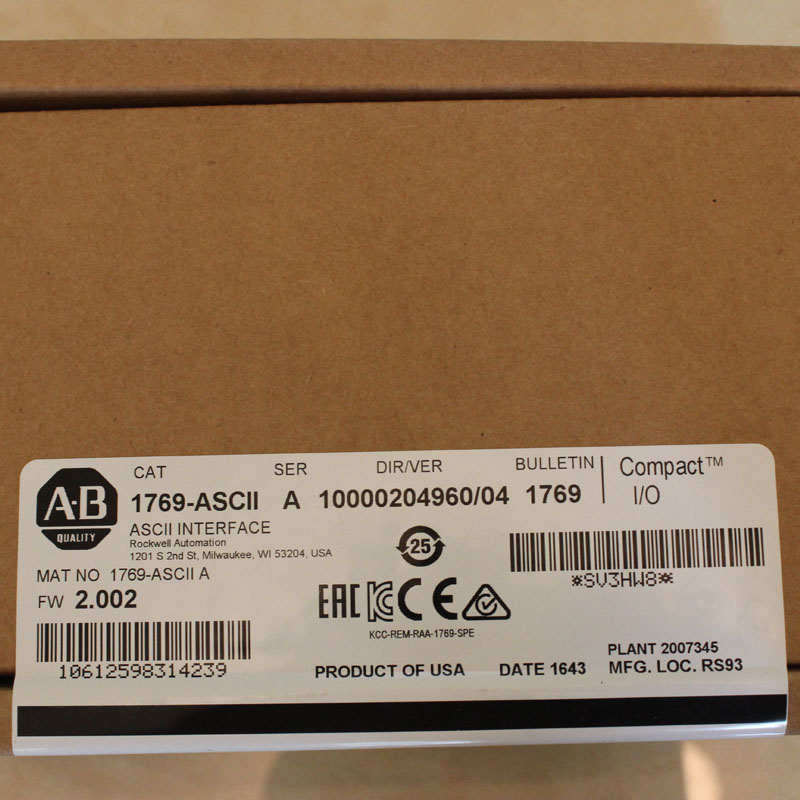 A-B
QUALITY
CAT SER DIR/VER BULLETIN
1769-ASCII A 10000204960/04 1769
Compact™
I/O
ASCII INTERFACE
Rockwell Automation
1201 S 2nd St, Milwaukee, WI 53204, USA
MAT NO 1769-ASCII A
FW 2.002
25
*SV3HW8*
EAC KC CE
KCC-REM-RAA-1769-SPE
10612598314239
PRODUCT OF USA DATE 1643
PLANT 2007345
MFG. LOC. RS93